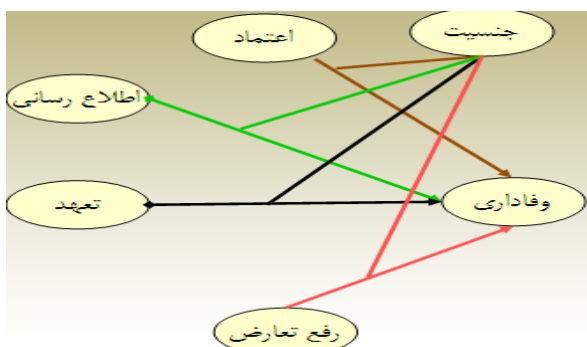 جنسیت
اعتماد
اطلاع رسانی
تعهد
وفاداری
رفع تعارض